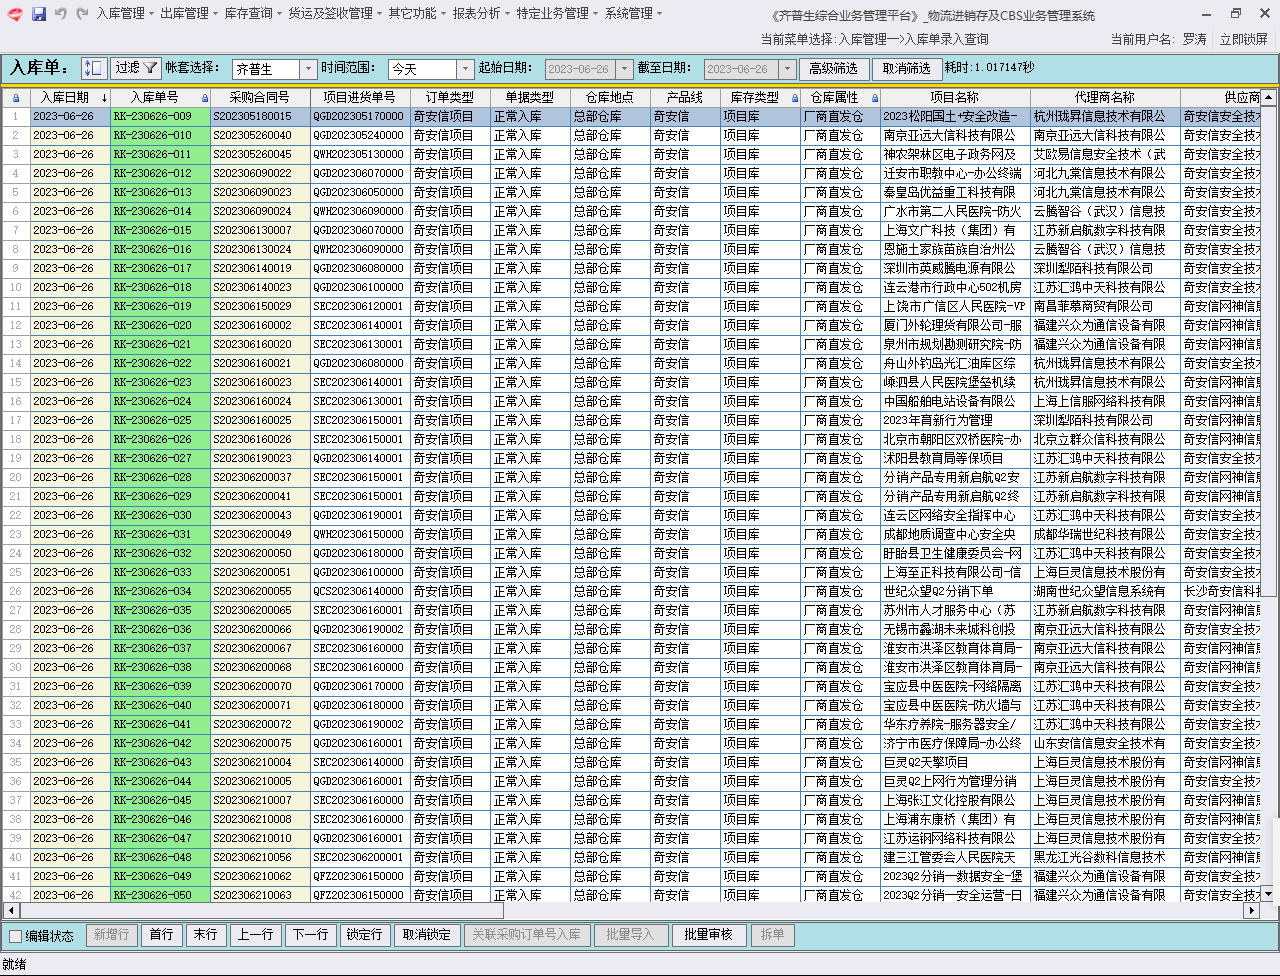 入库管理 出库管理 库存查询 货运及签收管理 其它功能 报表分析 特定业务管理 系统管理
《齐普生综合业务管理平台》_物流进销存及CBS业务管理系统
当前菜单选择:入库管理—>入库单录入查询 当前用户名: 罗涛 立即锁屏
入库单: 过滤 帐套选择: 齐普生 时间范围: 今天 起始日期: 2023-06-26 截至日期: 2023-06-26 高级筛选 取消筛选 耗时:1.017147秒
入库日期 ↓ 入库单号 采购合同号 项目进货单号 订单类型 单据类型 仓库地点 产品线 库存类型 仓库属性 项目名称 代理商名称 供应商
1 2023-06-26 RK-230626-009 S202305180015 QGD202305170000 奇安信项目 正常入库 总部仓库 奇安信 项目库 厂商直发仓 2023松阳国土+安全改造- 杭州珑昇信息技术有限公 奇安信安全技
2 2023-06-26 RK-230626-010 S202305260040 QGD202305240000 奇安信项目 正常入库 总部仓库 奇安信 项目库 厂商直发仓 南京亚远大信科技有限公 南京亚远大信科技有限公 奇安信安全技
3 2023-06-26 RK-230626-011 S202305260045 QWH202305130000 奇安信项目 正常入库 总部仓库 奇安信 项目库 厂商直发仓 神农架林区电子政务网及 艾欧易信息安全技术（武 奇安信安全技
4 2023-06-26 RK-230626-012 S202306090022 QGD202306070000 奇安信项目 正常入库 总部仓库 奇安信 项目库 厂商直发仓 迁安市职教中心-办公终端 河北九棠信息技术有限公 奇安信安全技
5 2023-06-26 RK-230626-013 S202306090023 QGD202306050000 奇安信项目 正常入库 总部仓库 奇安信 项目库 厂商直发仓 秦皇岛优益重工科技有限 河北九棠信息技术有限公 奇安信安全技
6 2023-06-26 RK-230626-014 S202306090024 QWH202306090000 奇安信项目 正常入库 总部仓库 奇安信 项目库 厂商直发仓 广水市第二人民医院-防火 云腾智谷（武汉）信息技 奇安信安全技
7 2023-06-26 RK-230626-015 S202306130007 QGD202306070000 奇安信项目 正常入库 总部仓库 奇安信 项目库 厂商直发仓 上海文广科技（集团）有 江苏新启航数字科技有限 奇安信安全技
8 2023-06-26 RK-230626-016 S202306130024 QWH202306090000 奇安信项目 正常入库 总部仓库 奇安信 项目库 厂商直发仓 恩施土家族苗族自治州公 云腾智谷（武汉）信息技 奇安信安全技
9 2023-06-26 RK-230626-017 S202306140019 QGD202306080000 奇安信项目 正常入库 总部仓库 奇安信 项目库 厂商直发仓 深圳市英威腾电源有限公 深圳犁陌科技有限公司 奇安信安全技
10 2023-06-26 RK-230626-018 S202306140023 QGD202306100000 奇安信项目 正常入库 总部仓库 奇安信 项目库 厂商直发仓 连云港市行政中心502机房 江苏汇鸿中天科技有限公 奇安信安全技
11 2023-06-26 RK-230626-019 S202306150029 SEC202306120001 奇安信项目 正常入库 总部仓库 奇安信 项目库 厂商直发仓 上饶市广信区人民医院-VP 南昌菲慕商贸有限公司 奇安信网神信息
12 2023-06-26 RK-230626-020 S202306160002 SEC202306140001 奇安信项目 正常入库 总部仓库 奇安信 项目库 厂商直发仓 厦门外轮理货有限公司-服 福建兴众为通信设备有限 奇安信网神信息
13 2023-06-26 RK-230626-021 S202306160020 SEC202306130001 奇安信项目 正常入库 总部仓库 奇安信 项目库 厂商直发仓 泉州市规划勘测研究院-防 福建兴众为通信设备有限 奇安信网神信息
14 2023-06-26 RK-230626-022 S202306160021 QGD202306080000 奇安信项目 正常入库 总部仓库 奇安信 项目库 厂商直发仓 舟山外钓岛光汇油库区综 杭州珑昇信息技术有限公 奇安信安全技
15 2023-06-26 RK-230626-023 S202306160023 SEC202306140001 奇安信项目 正常入库 总部仓库 奇安信 项目库 厂商直发仓 嵊泗县人民医院堡垒机续 杭州珑昇信息技术有限公 奇安信网神信息
16 2023-06-26 RK-230626-024 S202306160024 SEC202306130001 奇安信项目 正常入库 总部仓库 奇安信 项目库 厂商直发仓 中国船舶电站设备有限公 上海上信服网络科技有限 奇安信网神信息
17 2023-06-26 RK-230626-025 S202306160025 SEC202306150001 奇安信项目 正常入库 总部仓库 奇安信 项目库 厂商直发仓 2023年育新行为管理 深圳犁陌科技有限公司 奇安信网神信息
18 2023-06-26 RK-230626-026 S202306160026 SEC202306150001 奇安信项目 正常入库 总部仓库 奇安信 项目库 厂商直发仓 北京市朝阳区双桥医院-办 北京立群众信科技有限公 奇安信网神信息
19 2023-06-26 RK-230626-027 S202306190023 QGD202306140001 奇安信项目 正常入库 总部仓库 奇安信 项目库 厂商直发仓 沭阳县教育局等保项目 江苏汇鸿中天科技有限公 奇安信安全技
20 2023-06-26 RK-230626-028 S202306200037 SEC202306150001 奇安信项目 正常入库 总部仓库 奇安信 项目库 厂商直发仓 分销产品专用新启航Q2安 江苏新启航数字科技有限 奇安信网神信息
21 2023-06-26 RK-230626-029 S202306200041 SEC202306150001 奇安信项目 正常入库 总部仓库 奇安信 项目库 厂商直发仓 分销产品专用新启航Q2终 江苏新启航数字科技有限 奇安信网神信息
22 2023-06-26 RK-230626-030 S202306200043 QGD202306190001 奇安信项目 正常入库 总部仓库 奇安信 项目库 厂商直发仓 连云区网络安全指挥中心 江苏汇鸿中天科技有限公 奇安信安全技
23 2023-06-26 RK-230626-031 S202306200049 QWH202306150000 奇安信项目 正常入库 总部仓库 奇安信 项目库 厂商直发仓 成都地质调查中心安全央 成都华瑞世纪科技有限公 奇安信安全技
24 2023-06-26 RK-230626-032 S202306200050 QGD202306180000 奇安信项目 正常入库 总部仓库 奇安信 项目库 厂商直发仓 盱眙县卫生健康委员会-网 江苏汇鸿中天科技有限公 奇安信安全技
25 2023-06-26 RK-230626-033 S202306200051 QGD202306100000 奇安信项目 正常入库 总部仓库 奇安信 项目库 厂商直发仓 上海至正科技有限公司-信 上海巨灵信息技术股份有 奇安信安全技
26 2023-06-26 RK-230626-034 S202306200055 QCS202306140000 奇安信项目 正常入库 总部仓库 奇安信 项目库 厂商直发仓 世纪众望Q2分销下单 湖南世纪众望信息系统有 长沙奇安信科技
27 2023-06-26 RK-230626-035 S202306200065 SEC202306160001 奇安信项目 正常入库 总部仓库 奇安信 项目库 厂商直发仓 苏州市人才服务中心（苏 江苏新启航数字科技有限 奇安信网神信息
28 2023-06-26 RK-230626-036 S202306200066 QGD202306190002 奇安信项目 正常入库 总部仓库 奇安信 项目库 厂商直发仓 无锡市蠡湖未来城科创投 南京亚远大信科技有限公 奇安信安全技
29 2023-06-26 RK-230626-037 S202306200067 SEC202306160000 奇安信项目 正常入库 总部仓库 奇安信 项目库 厂商直发仓 淮安市洪泽区教育体育局- 南京亚远大信科技有限公 奇安信网神信息
30 2023-06-26 RK-230626-038 S202306200068 SEC202306160000 奇安信项目 正常入库 总部仓库 奇安信 项目库 厂商直发仓 淮安市洪泽区教育体育局- 南京亚远大信科技有限公 奇安信网神信息
31 2023-06-26 RK-230626-039 S202306200070 QGD202306170000 奇安信项目 正常入库 总部仓库 奇安信 项目库 厂商直发仓 宝应县中医医院-网络隔离 江苏汇鸿中天科技有限公 奇安信安全技
32 2023-06-26 RK-230626-040 S202306200071 QGD202306180000 奇安信项目 正常入库 总部仓库 奇安信 项目库 厂商直发仓 宝应县中医医院-防火墙与 江苏汇鸿中天科技有限公 奇安信安全技
33 2023-06-26 RK-230626-041 S202306200072 QGD202306190002 奇安信项目 正常入库 总部仓库 奇安信 项目库 厂商直发仓 华东疗养院-服务器安全/ 江苏汇鸿中天科技有限公 奇安信安全技
34 2023-06-26 RK-230626-042 S202306200075 QGD202306160001 奇安信项目 正常入库 总部仓库 奇安信 项目库 厂商直发仓 济宁市医疗保障局-办公终 山东安信信息安全技术有 奇安信安全技
35 2023-06-26 RK-230626-043 S202306210004 SEC202306140000 奇安信项目 正常入库 总部仓库 奇安信 项目库 厂商直发仓 巨灵Q2天擎项目 上海巨灵信息技术股份有 奇安信网神信息
36 2023-06-26 RK-230626-044 S202306210005 QGD202306160001 奇安信项目 正常入库 总部仓库 奇安信 项目库 厂商直发仓 巨灵Q2上网行为管理分销 上海巨灵信息技术股份有 奇安信安全技
37 2023-06-26 RK-230626-045 S202306210007 SEC202306160000 奇安信项目 正常入库 总部仓库 奇安信 项目库 厂商直发仓 上海张江文化控股有限公 上海巨灵信息技术股份有 奇安信网神信息
38 2023-06-26 RK-230626-046 S202306210008 SEC202306160000 奇安信项目 正常入库 总部仓库 奇安信 项目库 厂商直发仓 上海浦东康桥（集团）有 上海巨灵信息技术股份有 奇安信网神信息
39 2023-06-26 RK-230626-047 S202306210010 QGD202306160001 奇安信项目 正常入库 总部仓库 奇安信 项目库 厂商直发仓 江苏运钢网络科技有限公 上海巨灵信息技术股份有 奇安信安全技
40 2023-06-26 RK-230626-048 S202306210056 SEC202306200001 奇安信项目 正常入库 总部仓库 奇安信 项目库 厂商直发仓 建三江管委会人民医院天 黑龙江光谷数科信息技术 奇安信网神信息
41 2023-06-26 RK-230626-049 S202306210062 QFZ202306150000 奇安信项目 正常入库 总部仓库 奇安信 项目库 厂商直发仓 2023Q2分销—数据安全-堡 福建兴众为通信设备有限 奇安信安全技
42 2023-06-26 RK-230626-050 S202306210063 QFZ202306150000 奇安信项目 正常入库 总部仓库 奇安信 项目库 厂商直发仓 2023Q2分销—安全运营-日 福建兴众为通信设备有限 奇安信安全技
编辑状态 新增行 首行 末行 上一行 下一行 锁定行 取消锁定 关联采购订单号入库 批量导入 批量审核 拆单
就绪